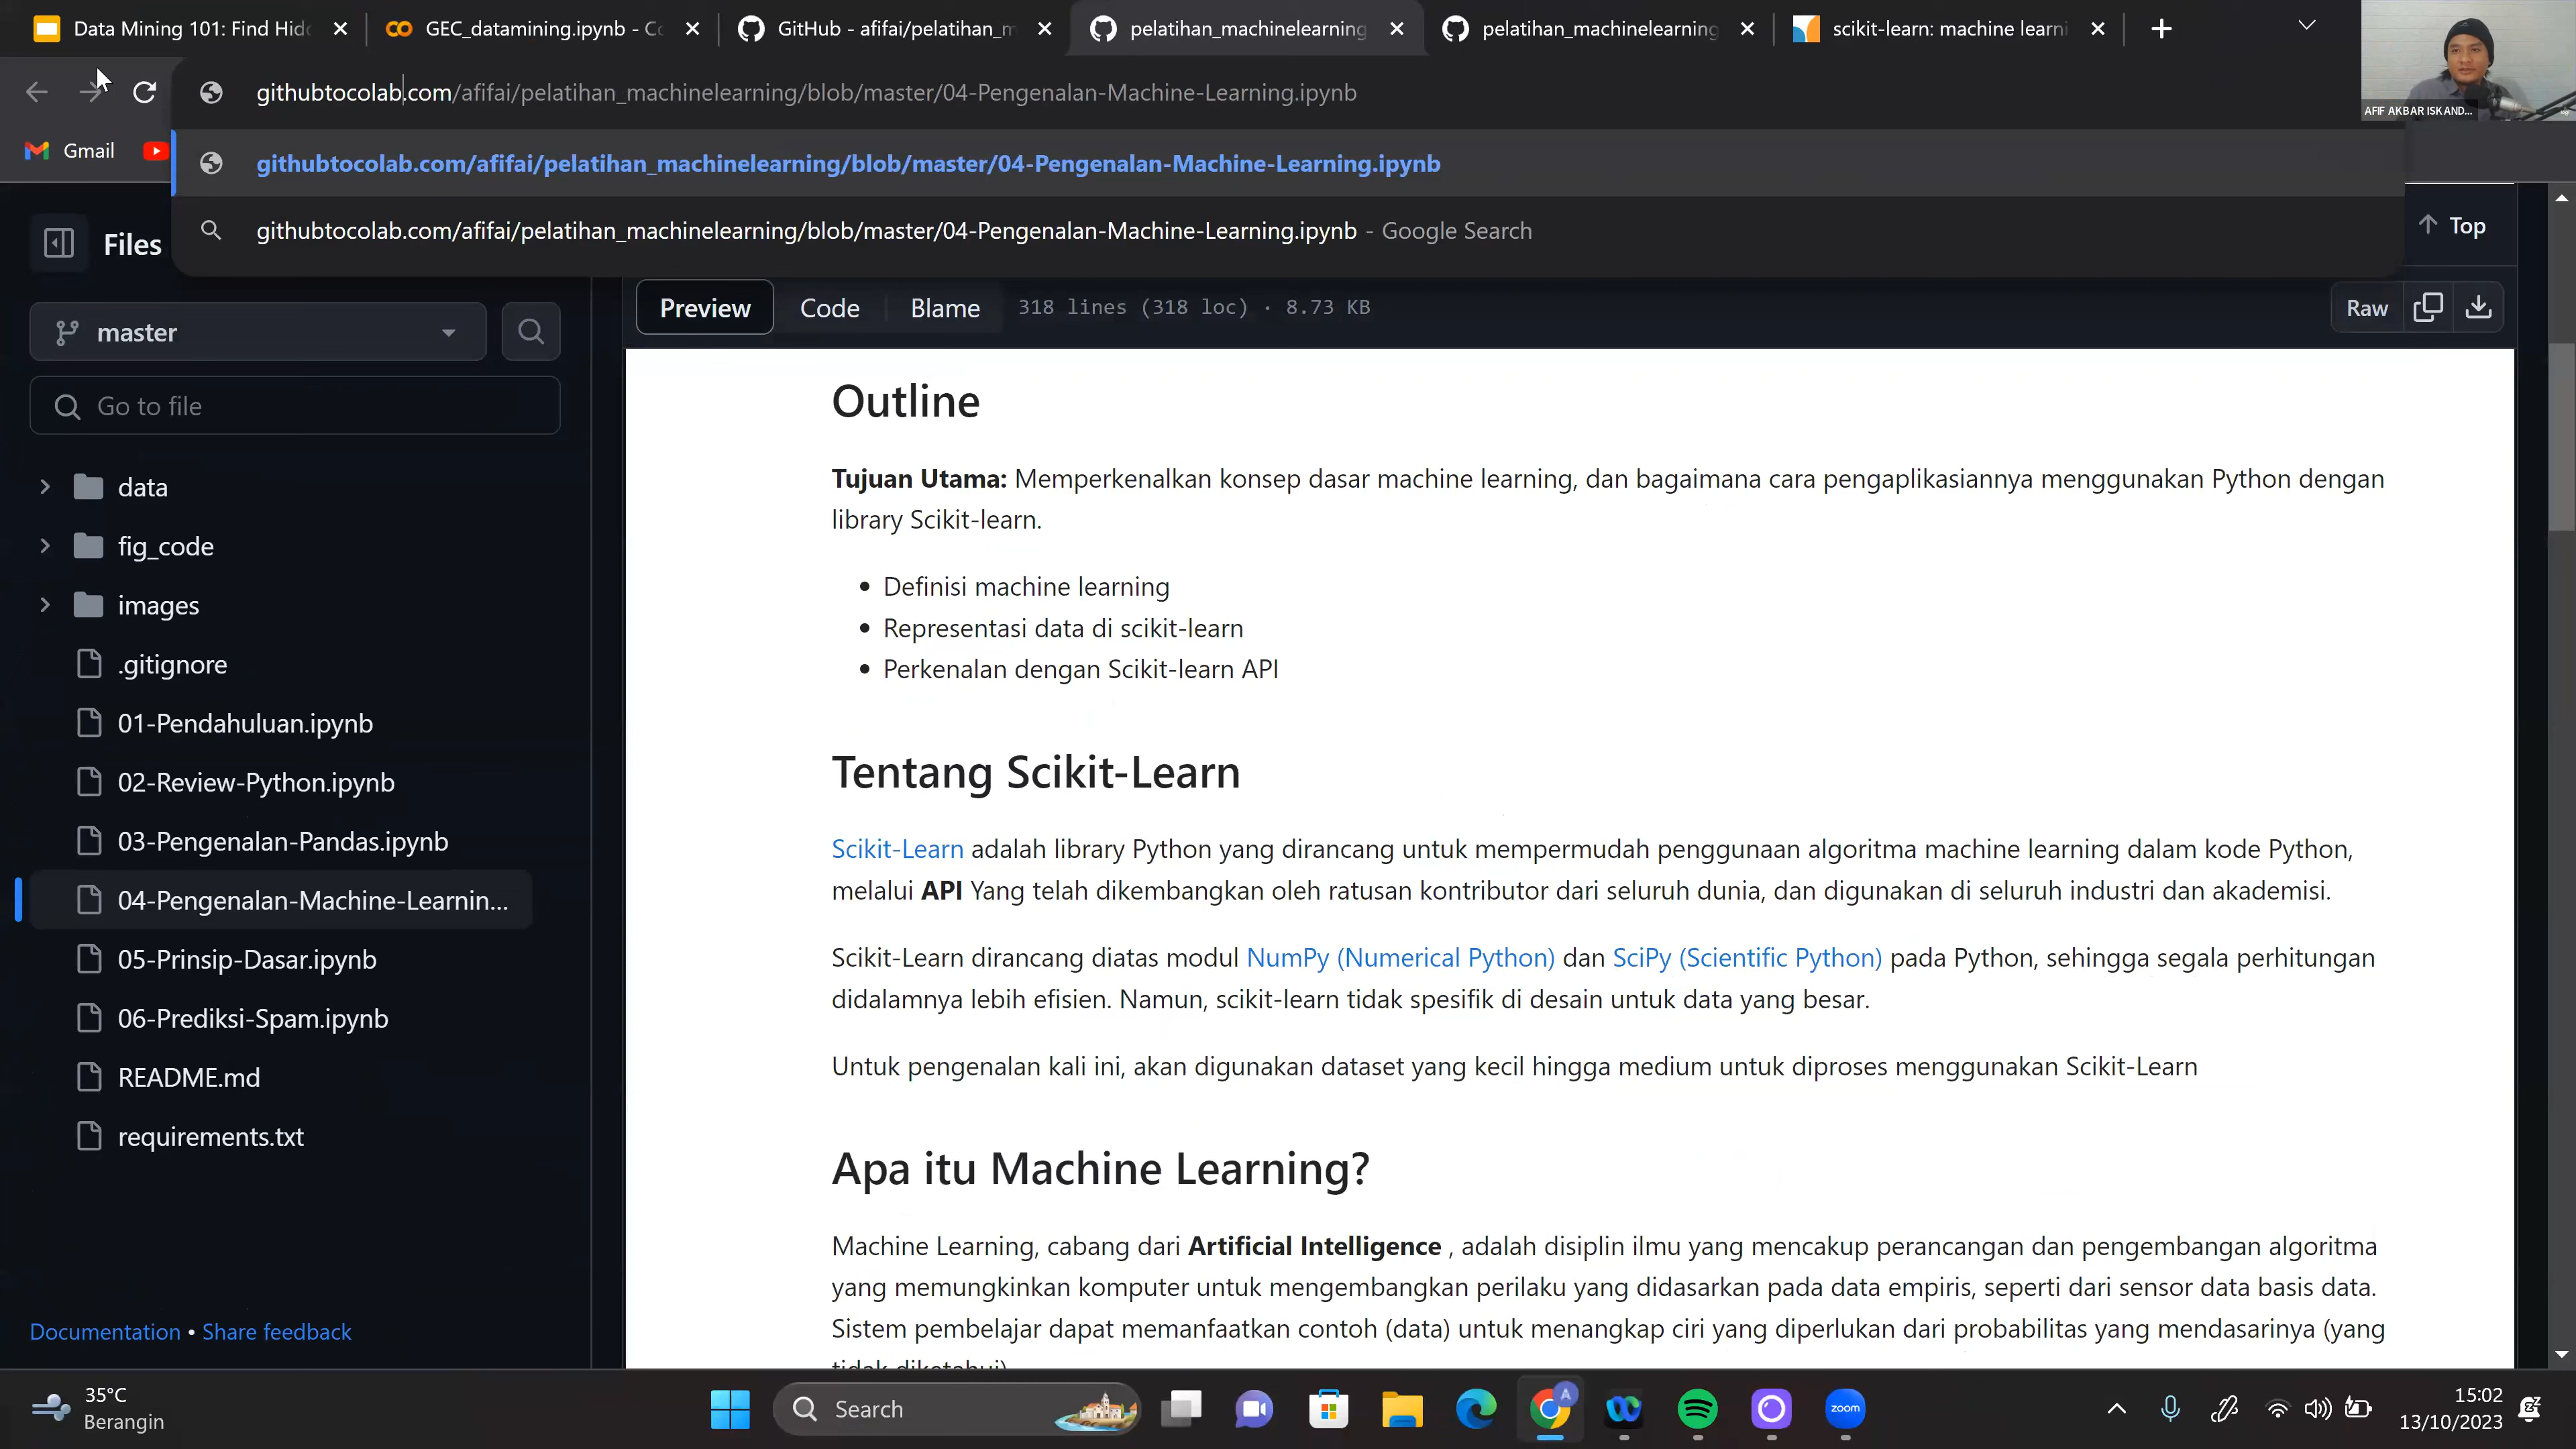 Data Mining 101: Find Hid
GEC_datamining.ipynb - Co
GitHub - afifai/pelatihan_m
pelatihan_machinelearning
pelatihan_machinelearning
scikit-learn: machine learni
githubtocolab.com/afifai/pelatihan_machinelearning/blob/master/04-Pengenalan-Machine-Learning.ipynb
AFIF AKBAR ISKAND...
Gmail
githubtocolab.com/afifai/pelatihan_machinelearning/blob/master/04-Pengenalan-Machine-Learning.ipynb
githubtocolab.com/afifai/pelatihan_machinelearning/blob/master/04-Pengenalan-Machine-Learning.ipynb - Google Search
Files
Top
master
Go to file
data
fig_code
images
.gitignore
01-Pendahuluan.ipynb
02-Review-Python.ipynb
03-Pengenalan-Pandas.ipynb
04-Pengenalan-Machine-Learnin...
05-Prinsip-Dasar.ipynb
06-Prediksi-Spam.ipynb
README.md
requirements.txt
Documentation • Share feedback
Preview Code Blame 318 lines (318 loc) · 8.73 KB
Raw
Outline
Tujuan Utama: Memperkenalkan konsep dasar machine learning, dan bagaimana cara pengaplikasiannya menggunakan Python dengan
library Scikit-learn.
• Definisi machine learning
• Representasi data di scikit-learn
• Perkenalan dengan Scikit-learn API
Tentang Scikit-Learn
Scikit-Learn adalah library Python yang dirancang untuk mempermudah penggunaan algoritma machine learning dalam kode Python,
melalui API Yang telah dikembangkan oleh ratusan kontributor dari seluruh dunia, dan digunakan di seluruh industri dan akademisi.
Scikit-Learn dirancang diatas modul NumPy (Numerical Python) dan SciPy (Scientific Python) pada Python, sehingga segala perhitungan
didalamnya lebih efisien. Namun, scikit-learn tidak spesifik di desain untuk data yang besar.
Untuk pengenalan kali ini, akan digunakan dataset yang kecil hingga medium untuk diproses menggunakan Scikit-Learn
Apa itu Machine Learning?
Machine Learning, cabang dari Artificial Intelligence , adalah disiplin ilmu yang mencakup perancangan dan pengembangan algoritma
yang memungkinkan komputer untuk mengembangkan perilaku yang didasarkan pada data empiris, seperti dari sensor data basis data.
Sistem pembelajar dapat memanfaatkan contoh (data) untuk menangkap ciri yang diperlukan dari probabilitas yang mendasarinya (yang
tidak diketahui)
35°C
Berangin
Search
A
zoom
15:02
13/10/2023